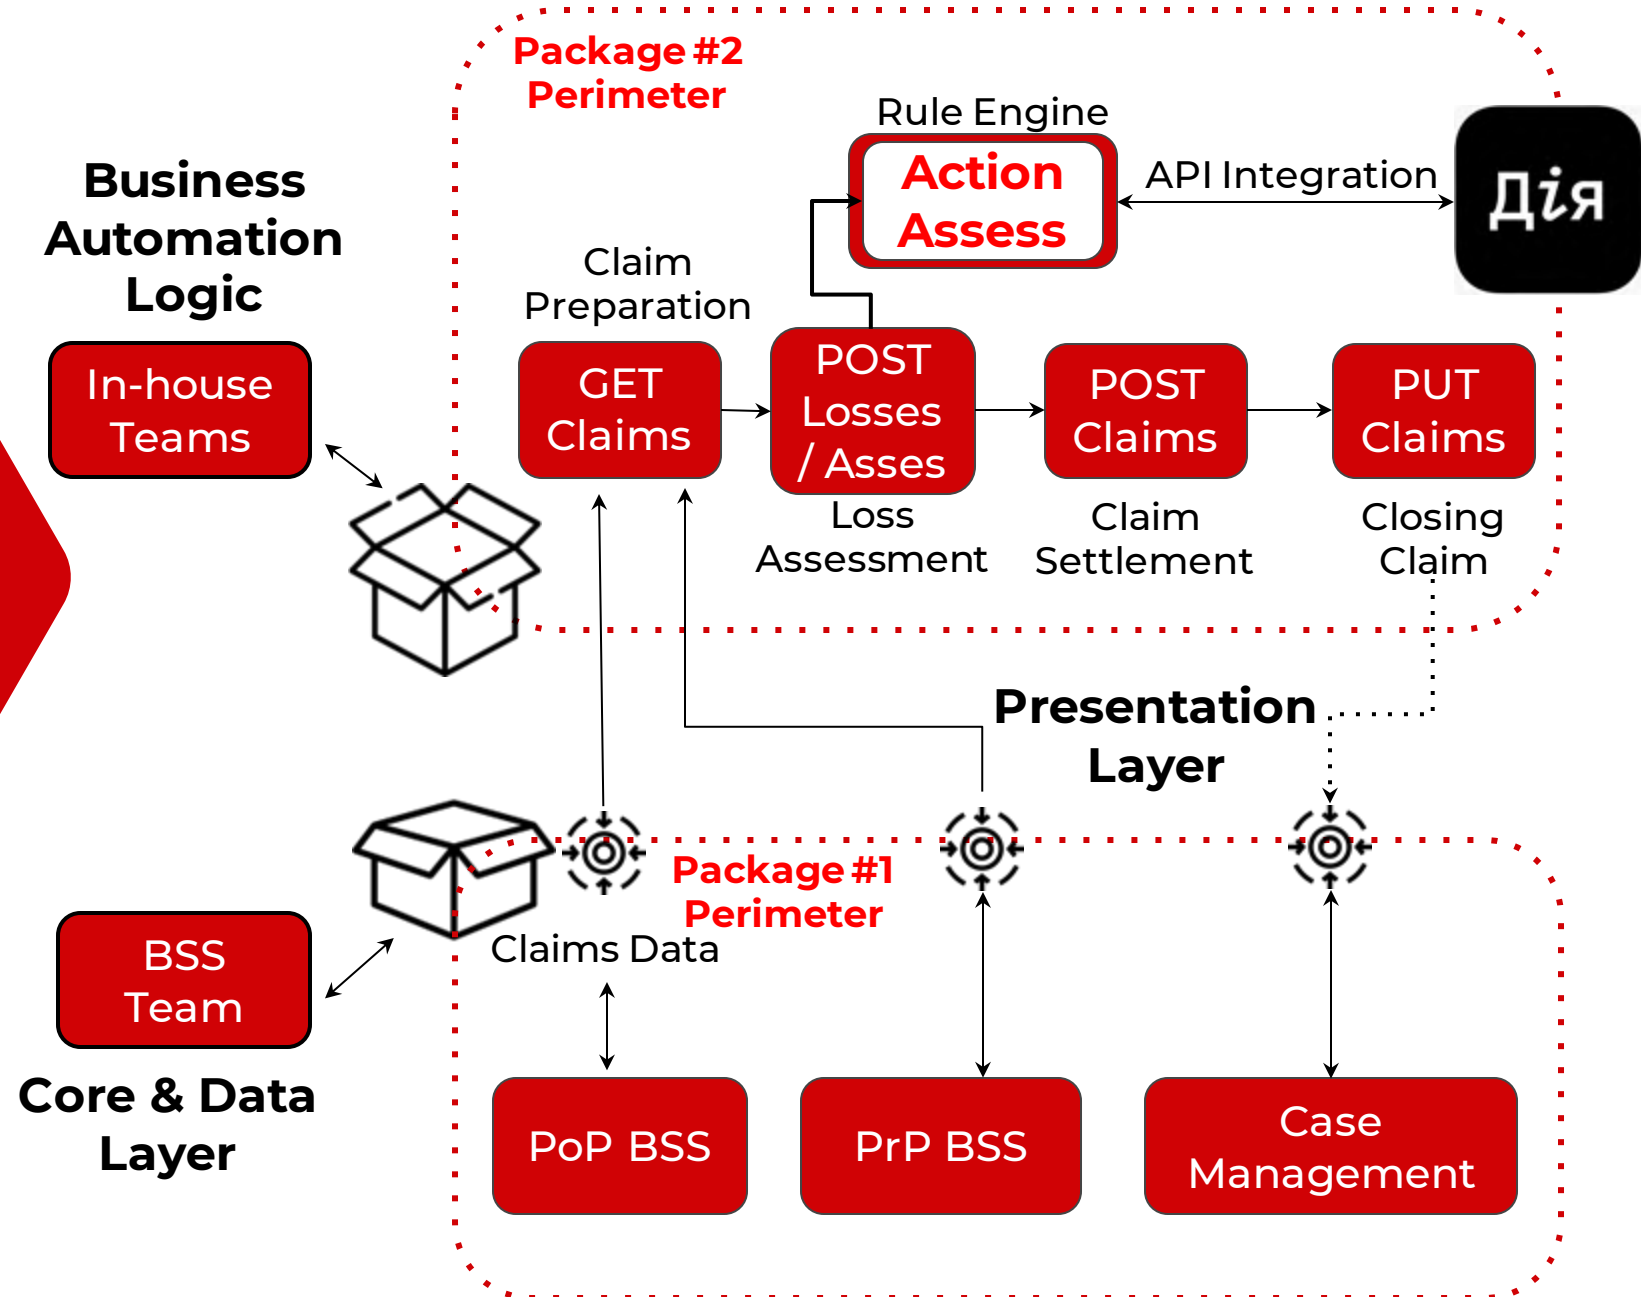 Package #2
Perimeter
Rule Engine
Action
Assess
API Integration
Дія
Business
Automation
Logic
Claim
Preparation
In-house
Teams
GET
Claims
POST
Losses
/ Asses
POST
Claims
PUT
Claims
Loss
Assessment
Claim
Settlement
Closing
Claim
Presentation
Layer
Package #1
Perimeter
Claims Data
BSS
Team
Core & Data
Layer
PoP BSS
PrP BSS
Case
Management